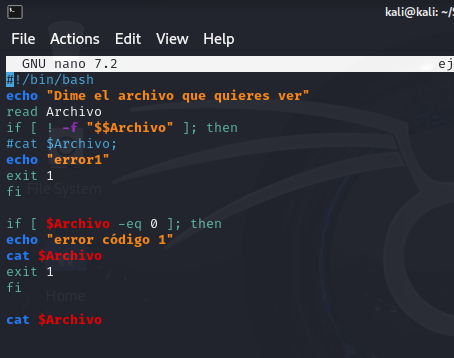 kali@kali: ~/S
File Actions Edit View Help
GNU nano 7.2 ej
#!/bin/bash
echo "Dime el archivo que quieres ver"
read Archivo
if [ ! -f "$$Archivo" ]; then
#cat $Archivo;
echo "error1"
exit 1
fi
File System
if [ $Archivo -eq 0 ]; then
echo "error código 1"
cat $Archivo
exit 1
fi
Home
cat $Archivo